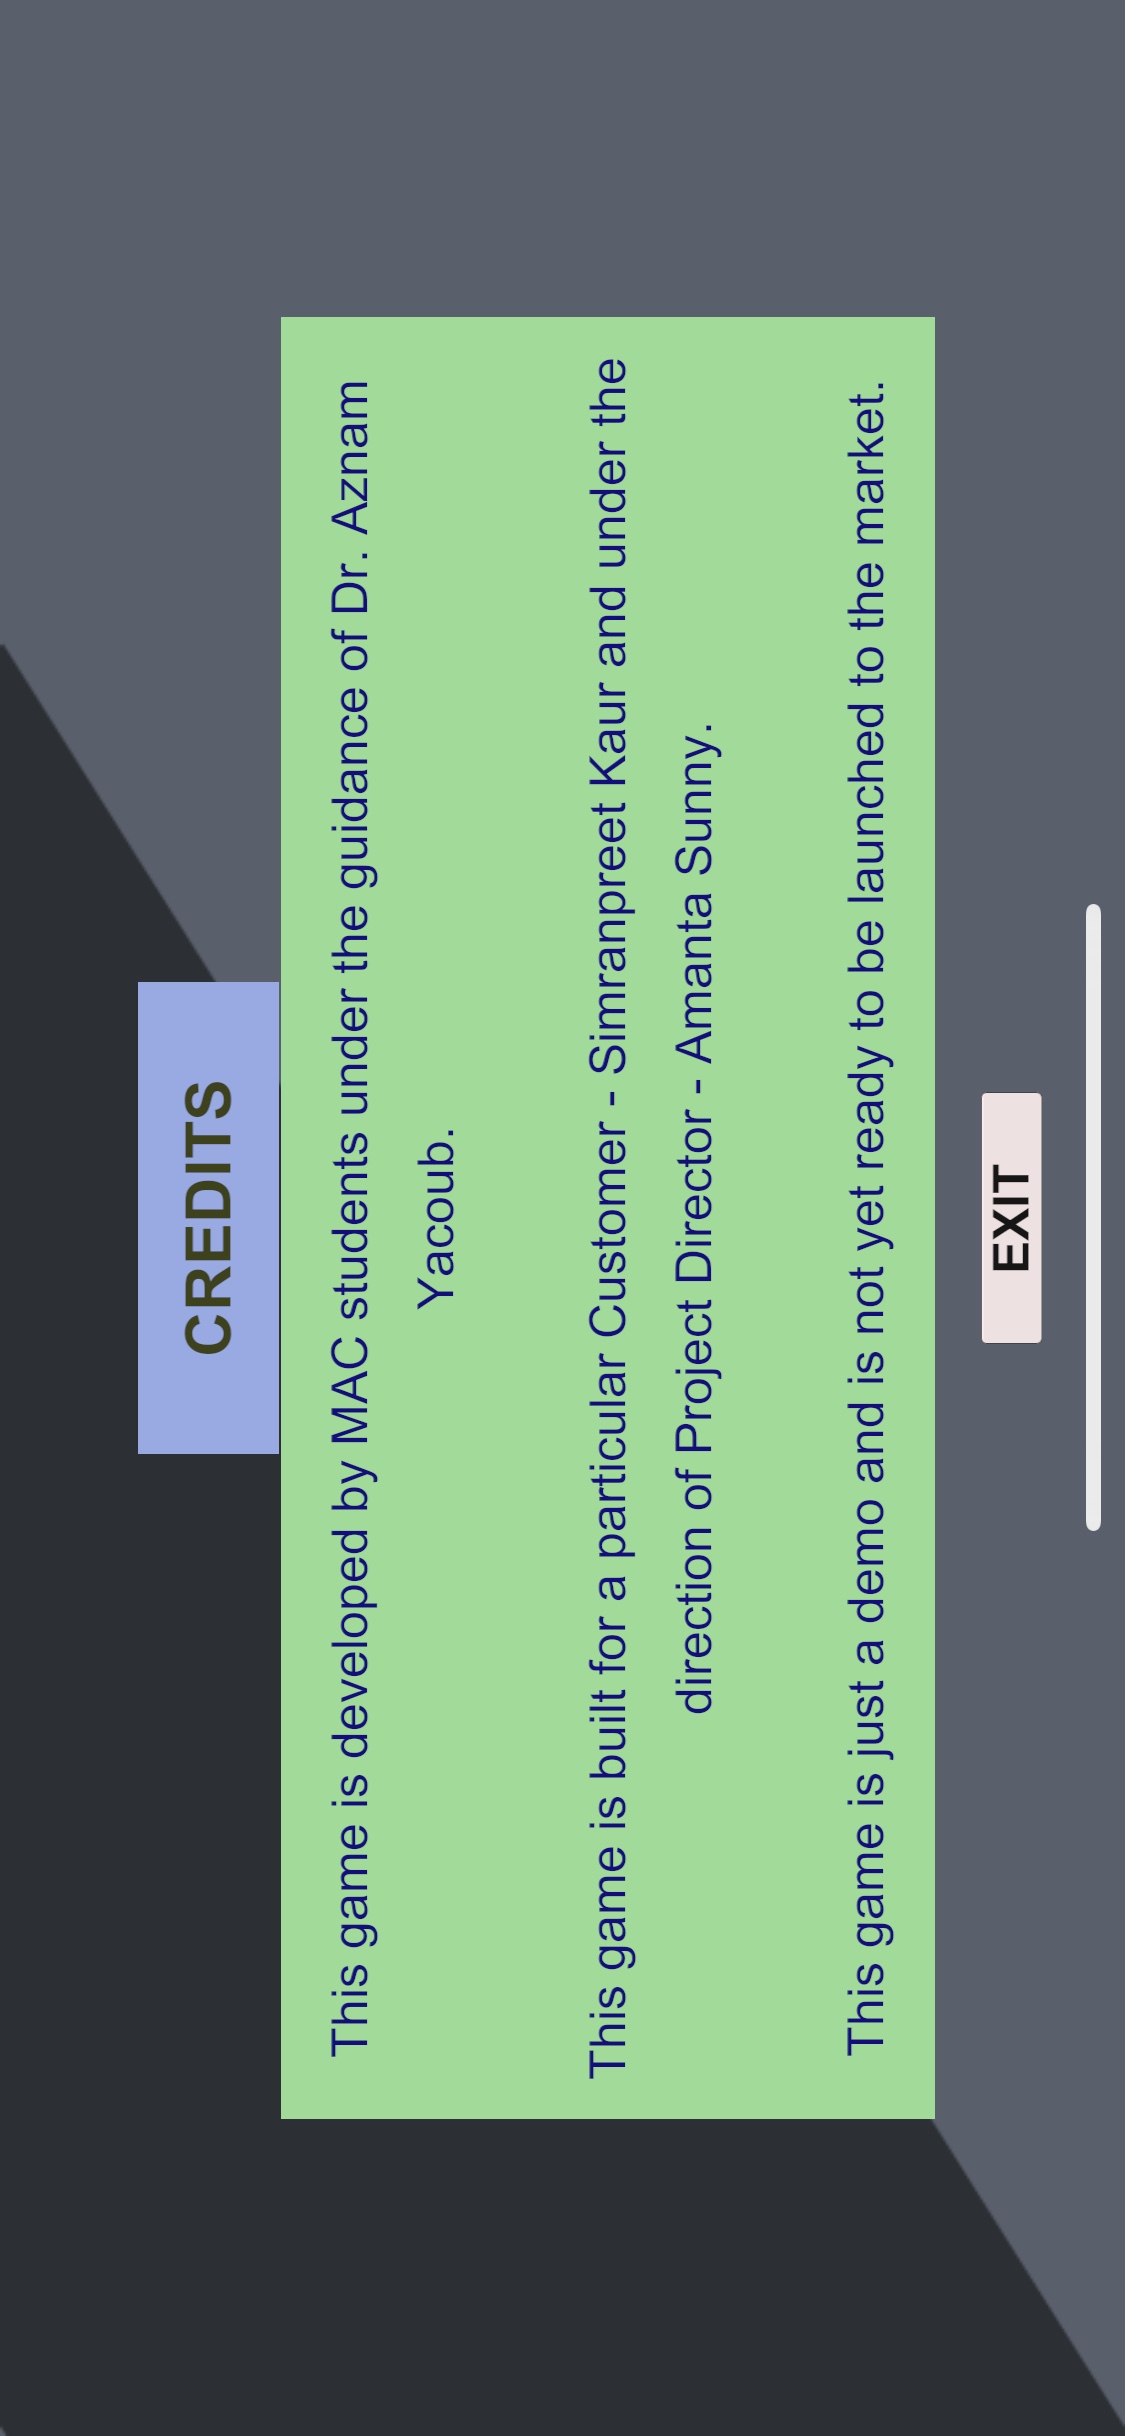 CREDITS
This game is developed by MAC students under the guidance of Dr. Aznam
Yacoub.
This game is built for a particular Customer - Simranpreet Kaur and under the
direction of Project Director - Amanta Sunny.
This game is just a demo and is not yet ready to be launched to the market.
EXIT